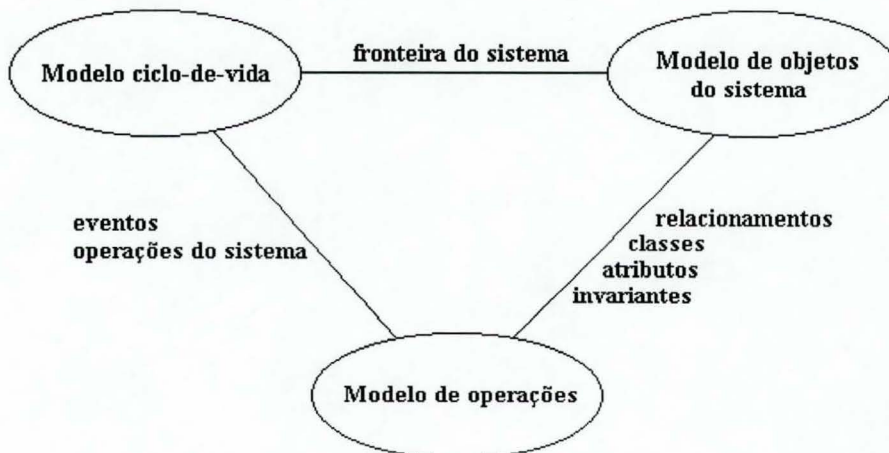 fronteira do sistema
Modelo ciclo-de-vida
Modelo de objetos
do sistema
eventos
operações do sistema
relacionamentos
classes
atributos
invariantes
Modelo de operações